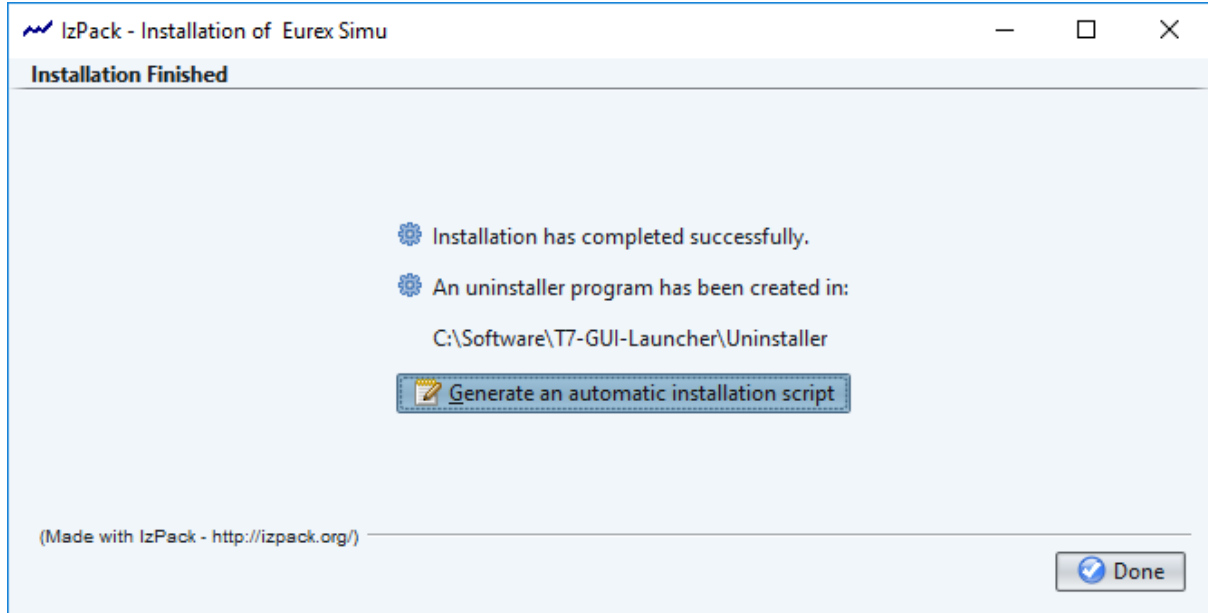 IzPack - Installation of  Eurex Simu
Installation Finished
Installation has completed successfully.
An uninstaller program has been created in:
C:\Software\T7-GUI-Launcher\Uninstaller
Generate an automatic installation script
(Made with IzPack - http://izpack.org/)
Done